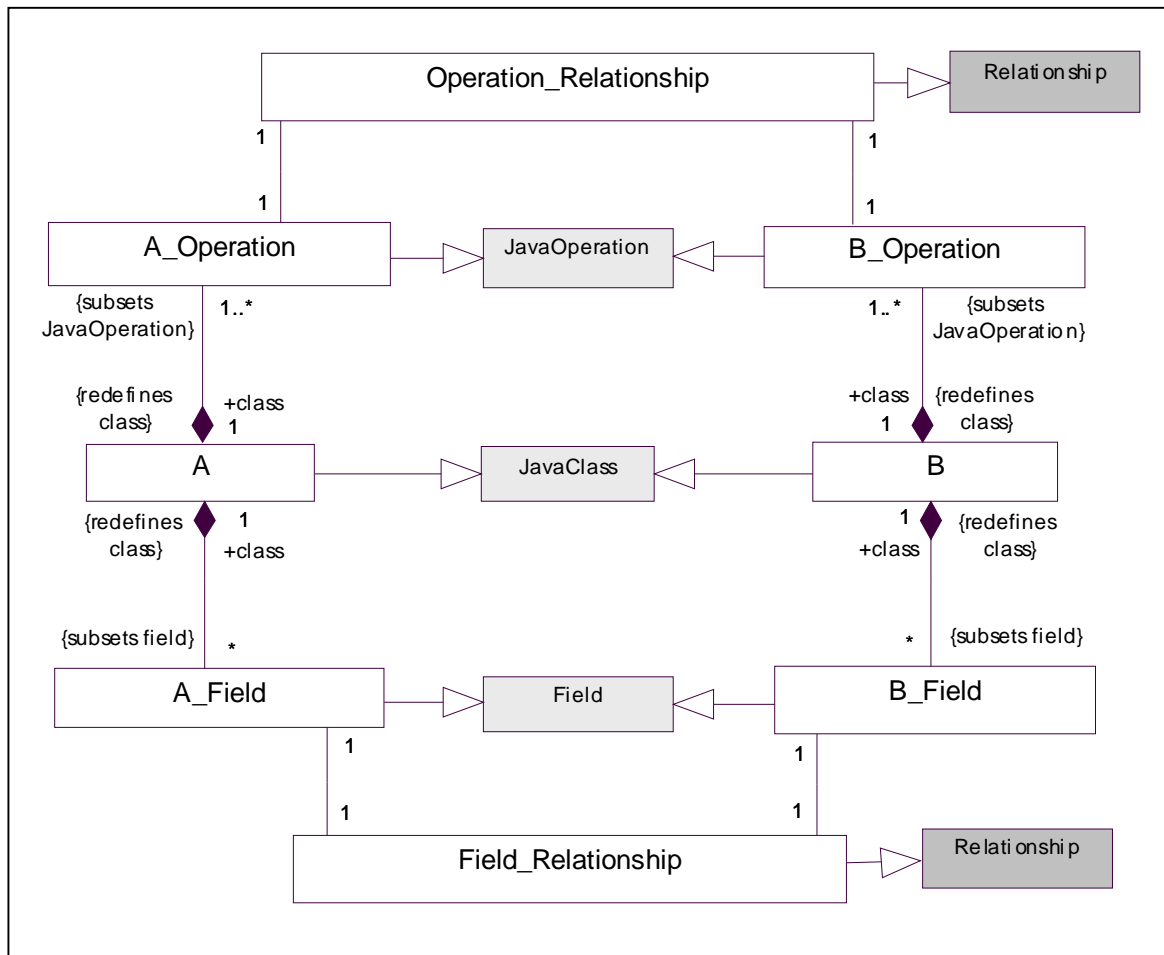 Operation_Relationship
Relationship
1
1
1
1
A_Operation
JavaOperation
B_Operation
{subsets
JavaOperation}
1..*
1..*
{subsets
JavaOperation}
{redefines
class}
+class
1
+class
1
{redefines
class}
A
JavaClass
B
{redefines
class}
1
+class
1
+class
{redefines
class}
{subsets field}
*
*
{subsets field}
A_Field
Field
B_Field
1
1
1
1
Field_Relationship
Relationship